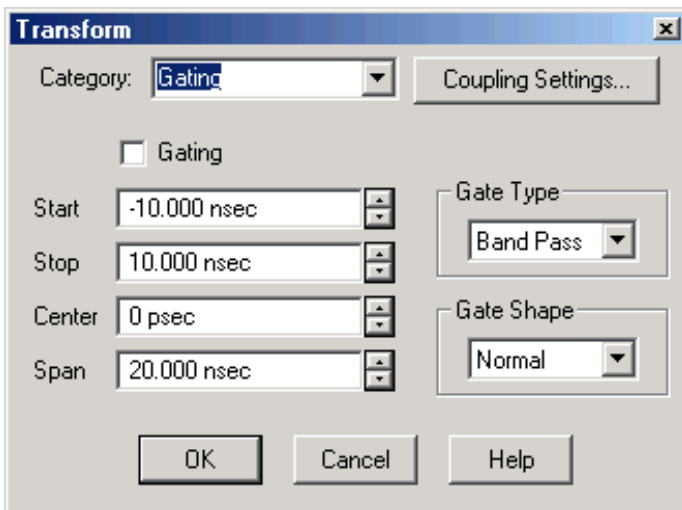 Transform
Category: Gating Coupling Settings...
Gating
Start -10.000 nsec
Stop 10.000 nsec
Center 0 psec
Span 20.000 nsec
Gate Type
Band Pass
Gate Shape
Normal
OK Cancel Help